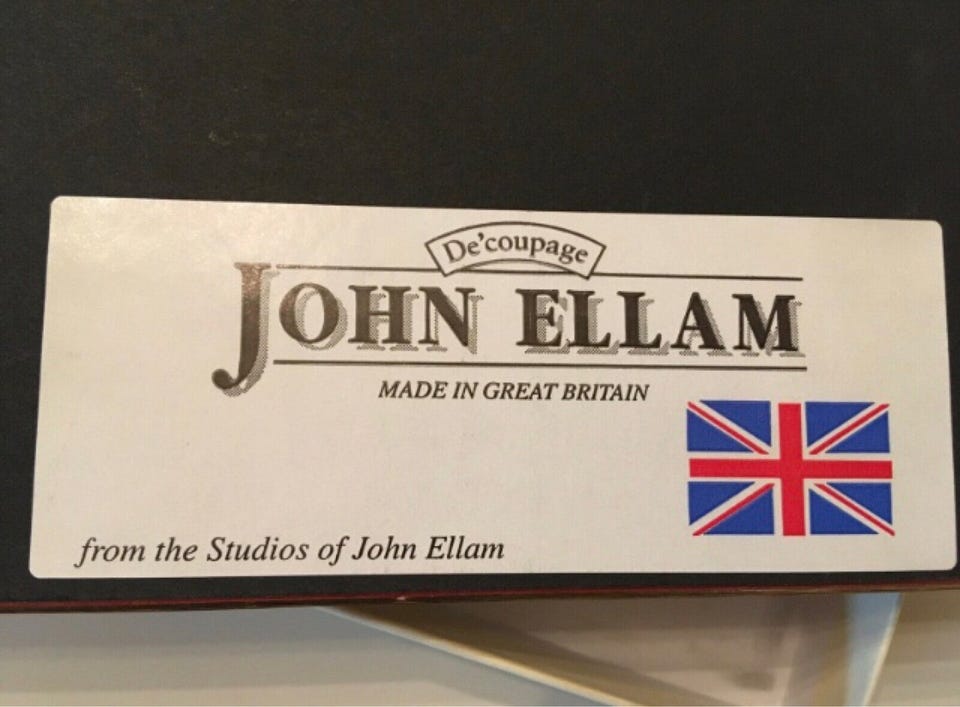 De'coupage
JOHN ELLAM
MADE IN GREAT BRITAIN
from the Studios of John Ellam